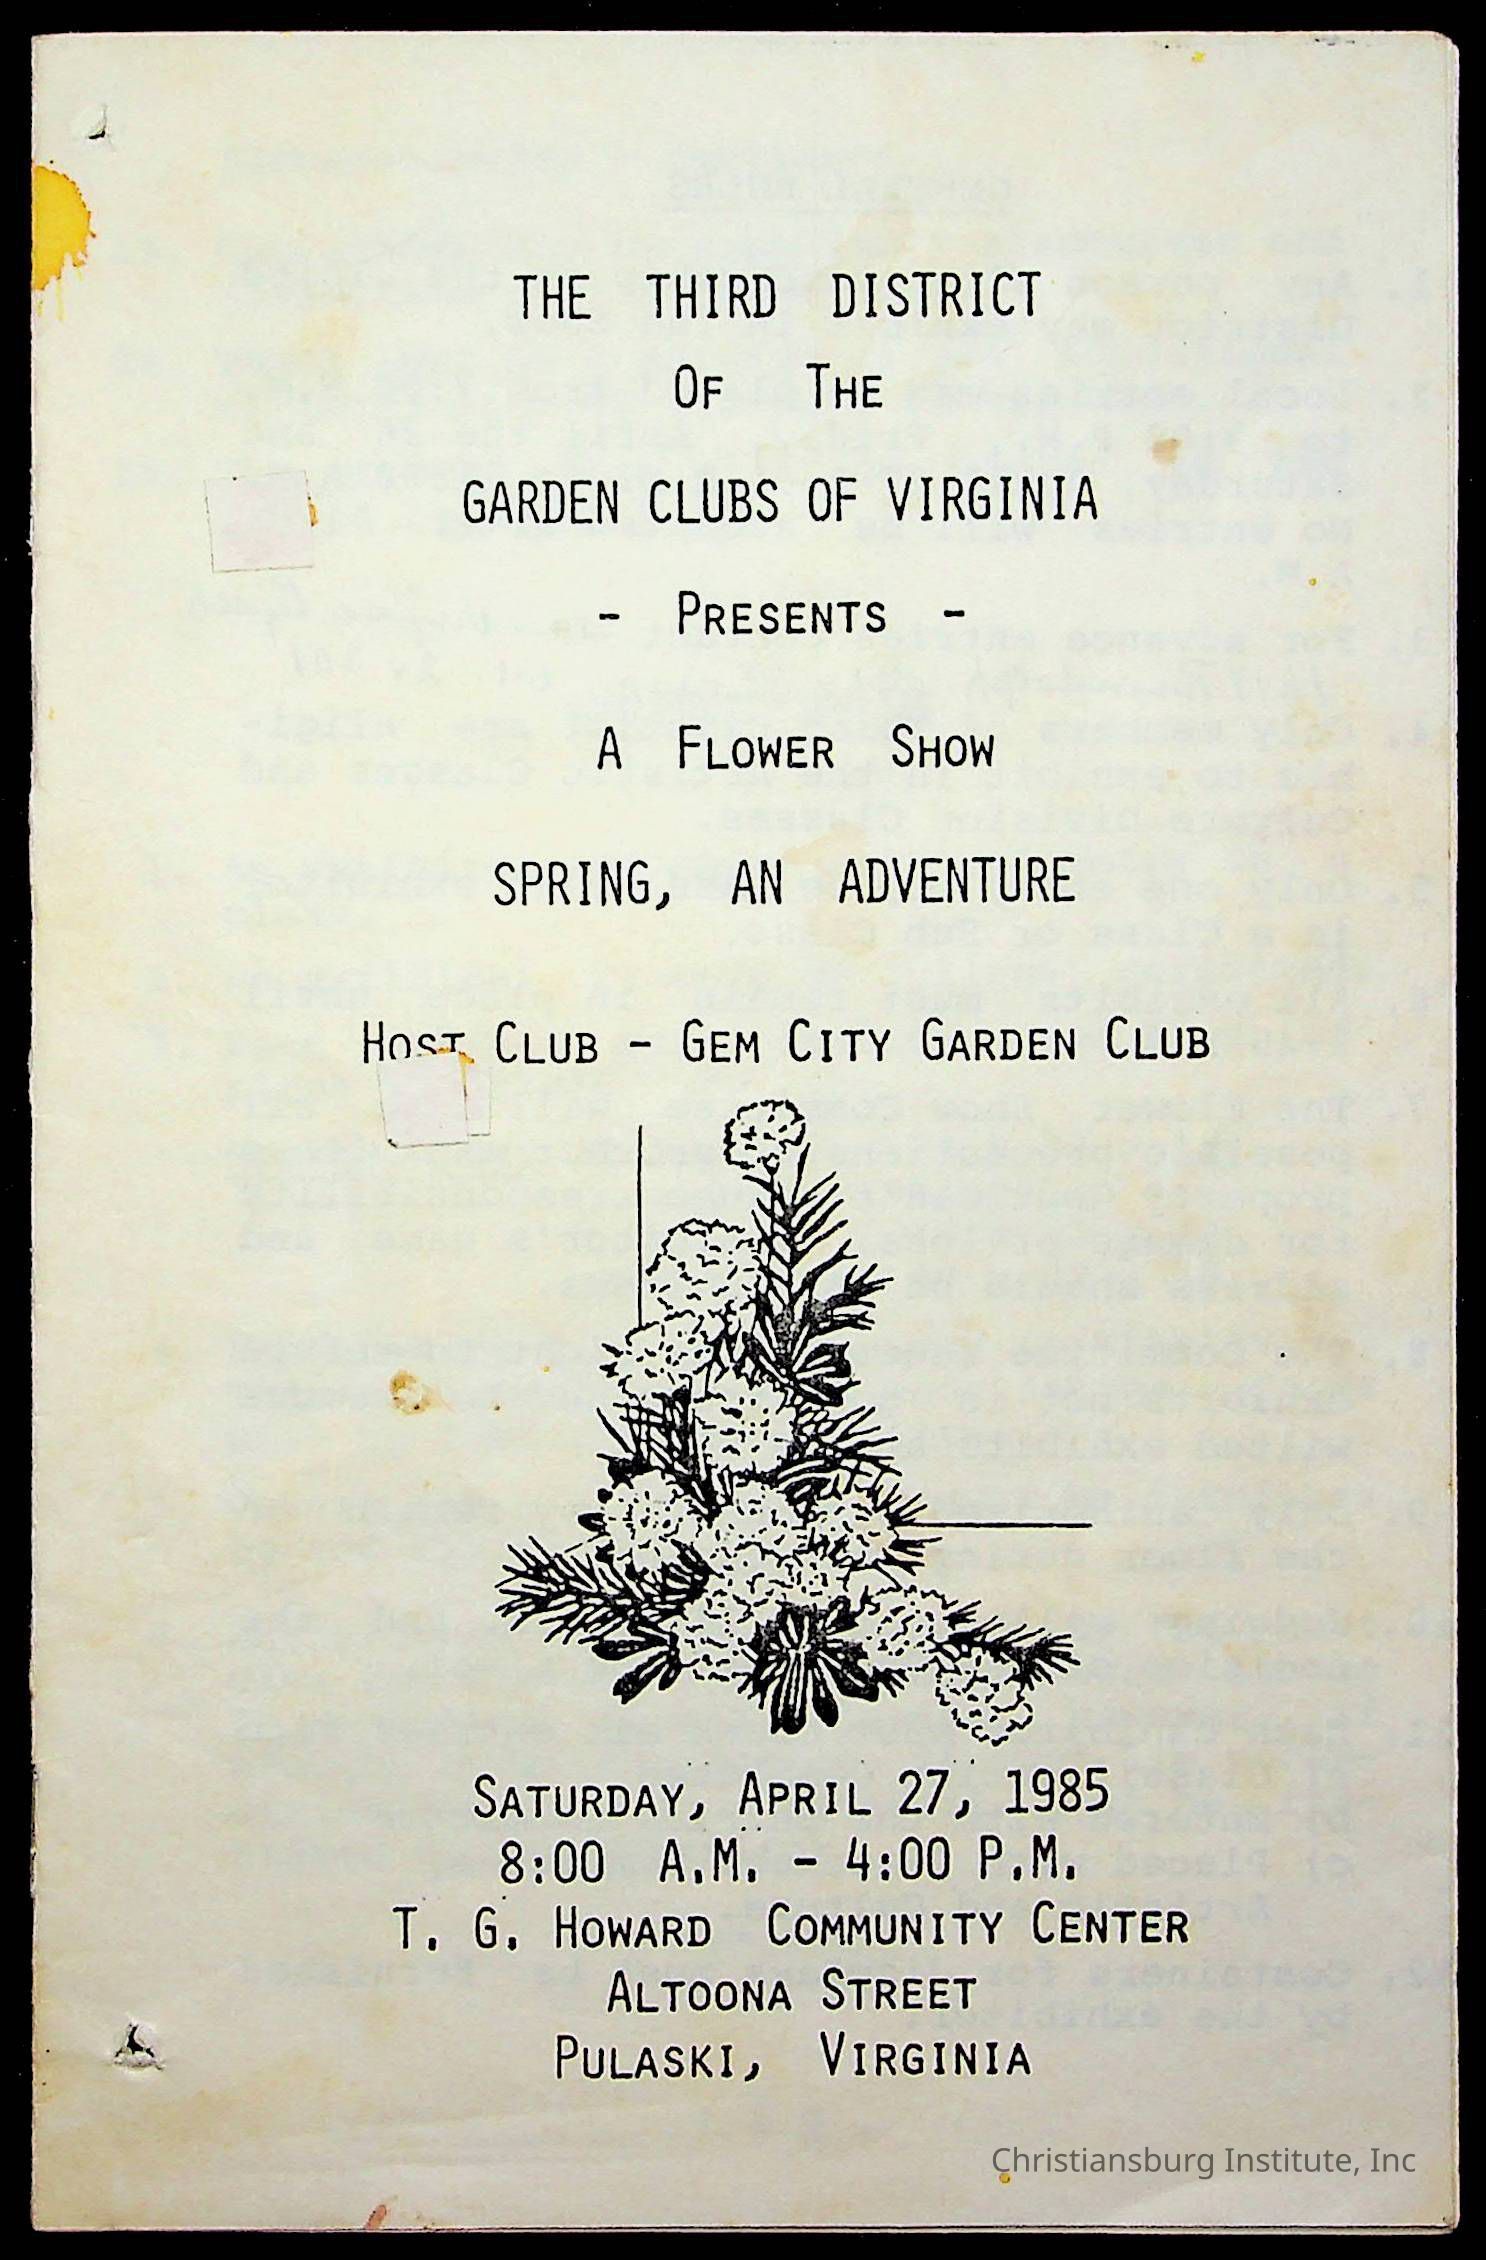 THE THIRD DISTRICT
OF THE
GARDEN CLUBS OF VIRGINIA
- PRESENTS -
A FLOWER SHOW
SPRING, AN ADVENTURE
HOST CLUB - GEM CITY GARDEN CLUB
SATURDAY, APRIL 27, 1985
8:00 A.M. - 4:00 P.M.
T. G. HOWARD COMMUNITY CENTER
ALTOONA STREET
PULASKI, VIRGINIA
Christiansburg Institute, Inc